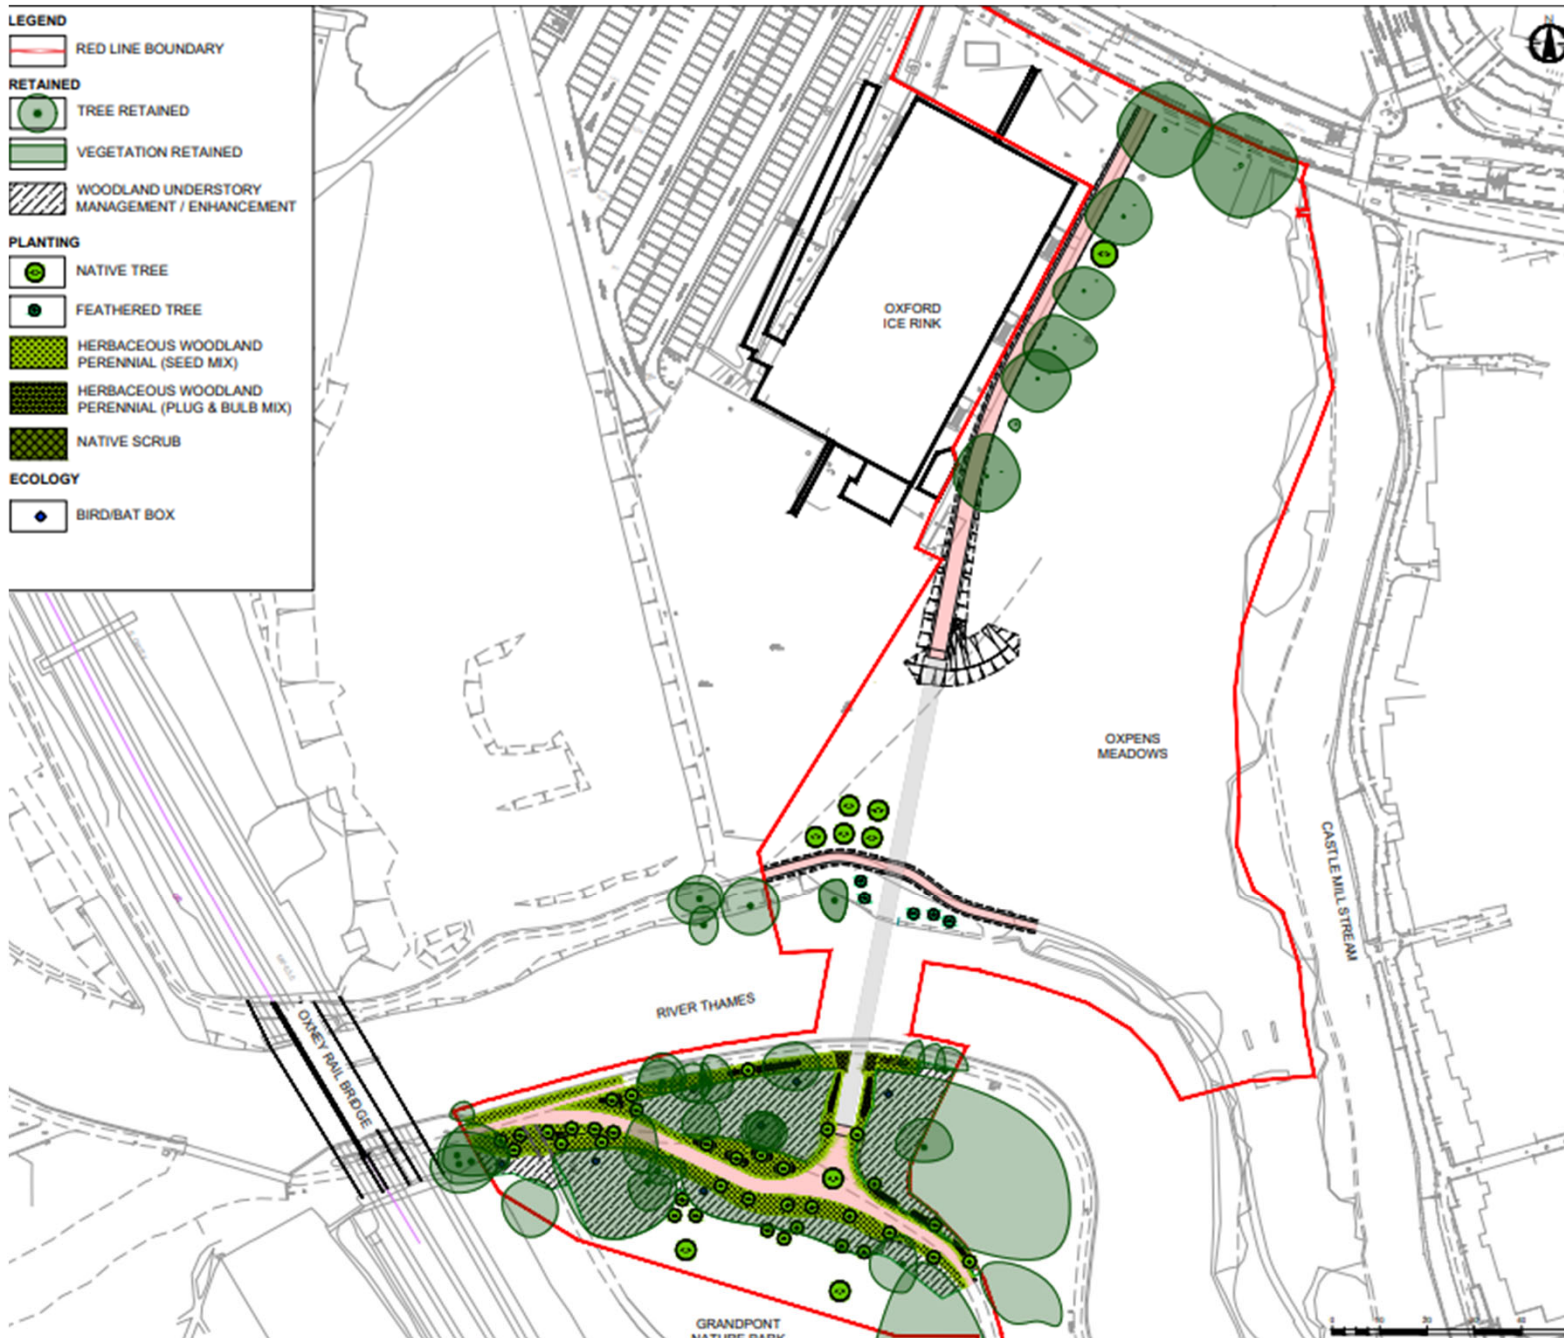 LEGEND
RED LINE BOUNDARY
RETAINED
TREE RETAINED
VEGETATION RETAINED
WOODLAND UNDERSTORY
MANAGEMENT / ENHANCEMENT
PLANTING
NATIVE TREE
FEATHERED TREE
HERBACEOUS WOODLAND
PERENNIAL (SEED MIX)
HERBACEOUS WOODLAND
PERENNIAL (PLUG & BULB MIX)
NATIVE SCRUB
ECOLOGY
BIRD/BAT BOX
N
OXFORD
ICE RINK
OXPENS
MEADOWS
CASTLE MILL STREAM
RIVER THAMES
OXNEY RAIL BRIDGE
GRANDPONT
NATURE PARK